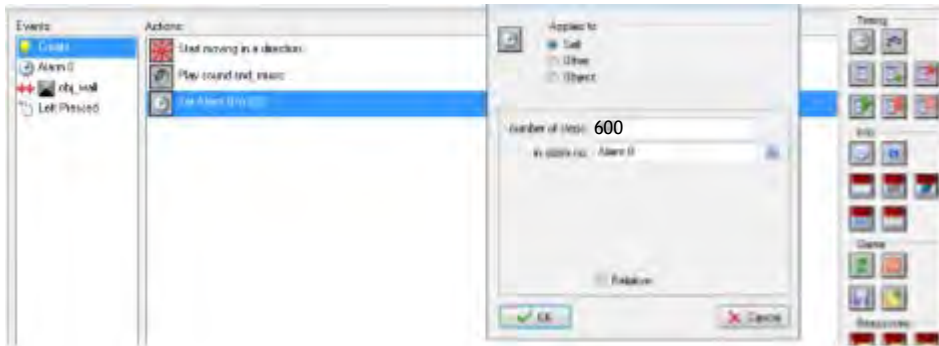 Events:
Create
Alarm 0
obj_wall
Left Pressed
Actions:
Start moving in a direction
Play sound snd_music
Set Alarm 0 to
Applies to
Self
Other
Object
number of steps: 600
in alarm no: Alarm 0
Relative
OK
Cancel
Timing
Info
Game
Resources